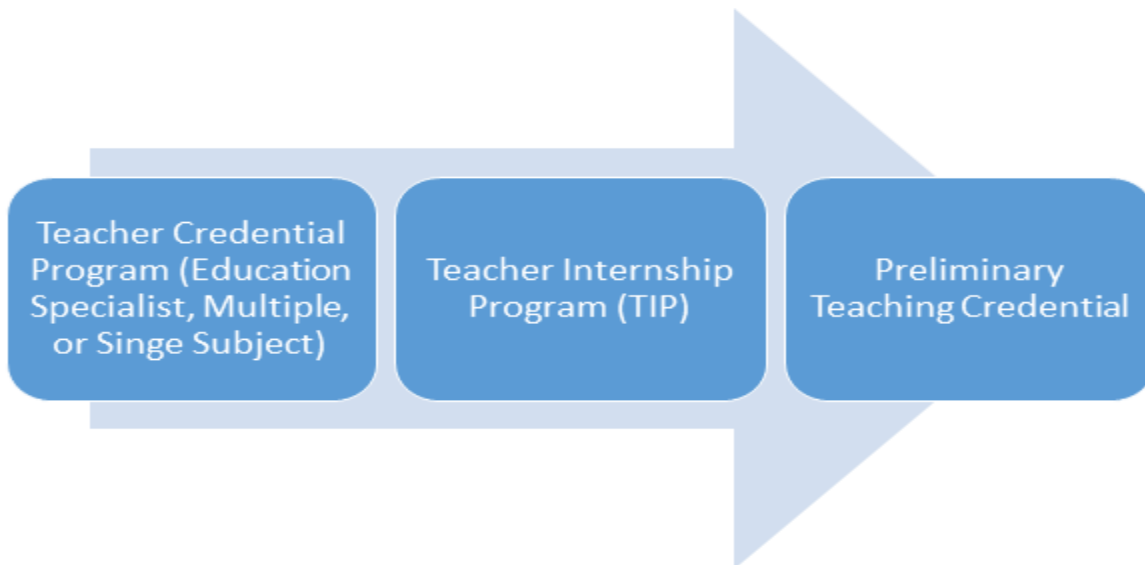 Teacher Credential
Program (Education
Specialist, Multiple,
or Singe Subject)
Teacher Internship
Program (TIP)
Preliminary
Teaching Credential